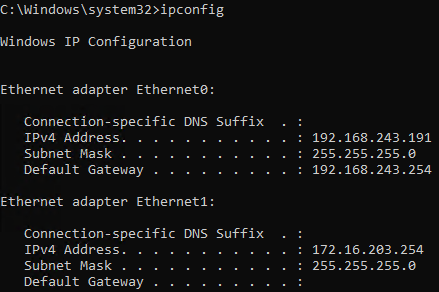 C:\Windows\system32>ipconfig
Windows IP Configuration
Ethernet adapter Ethernet0:
Connection-specific DNS Suffix  . :
IPv4 Address. . . . . . . . . . . : 192.168.243.191
Subnet Mask . . . . . . . . . . . : 255.255.255.0
Default Gateway . . . . . . . . . : 192.168.243.254
Ethernet adapter Ethernet1:
Connection-specific DNS Suffix  . :
IPv4 Address. . . . . . . . . . . : 172.16.203.254
Subnet Mask . . . . . . . . . . . : 255.255.255.0
Default Gateway . . . . . . . . . :